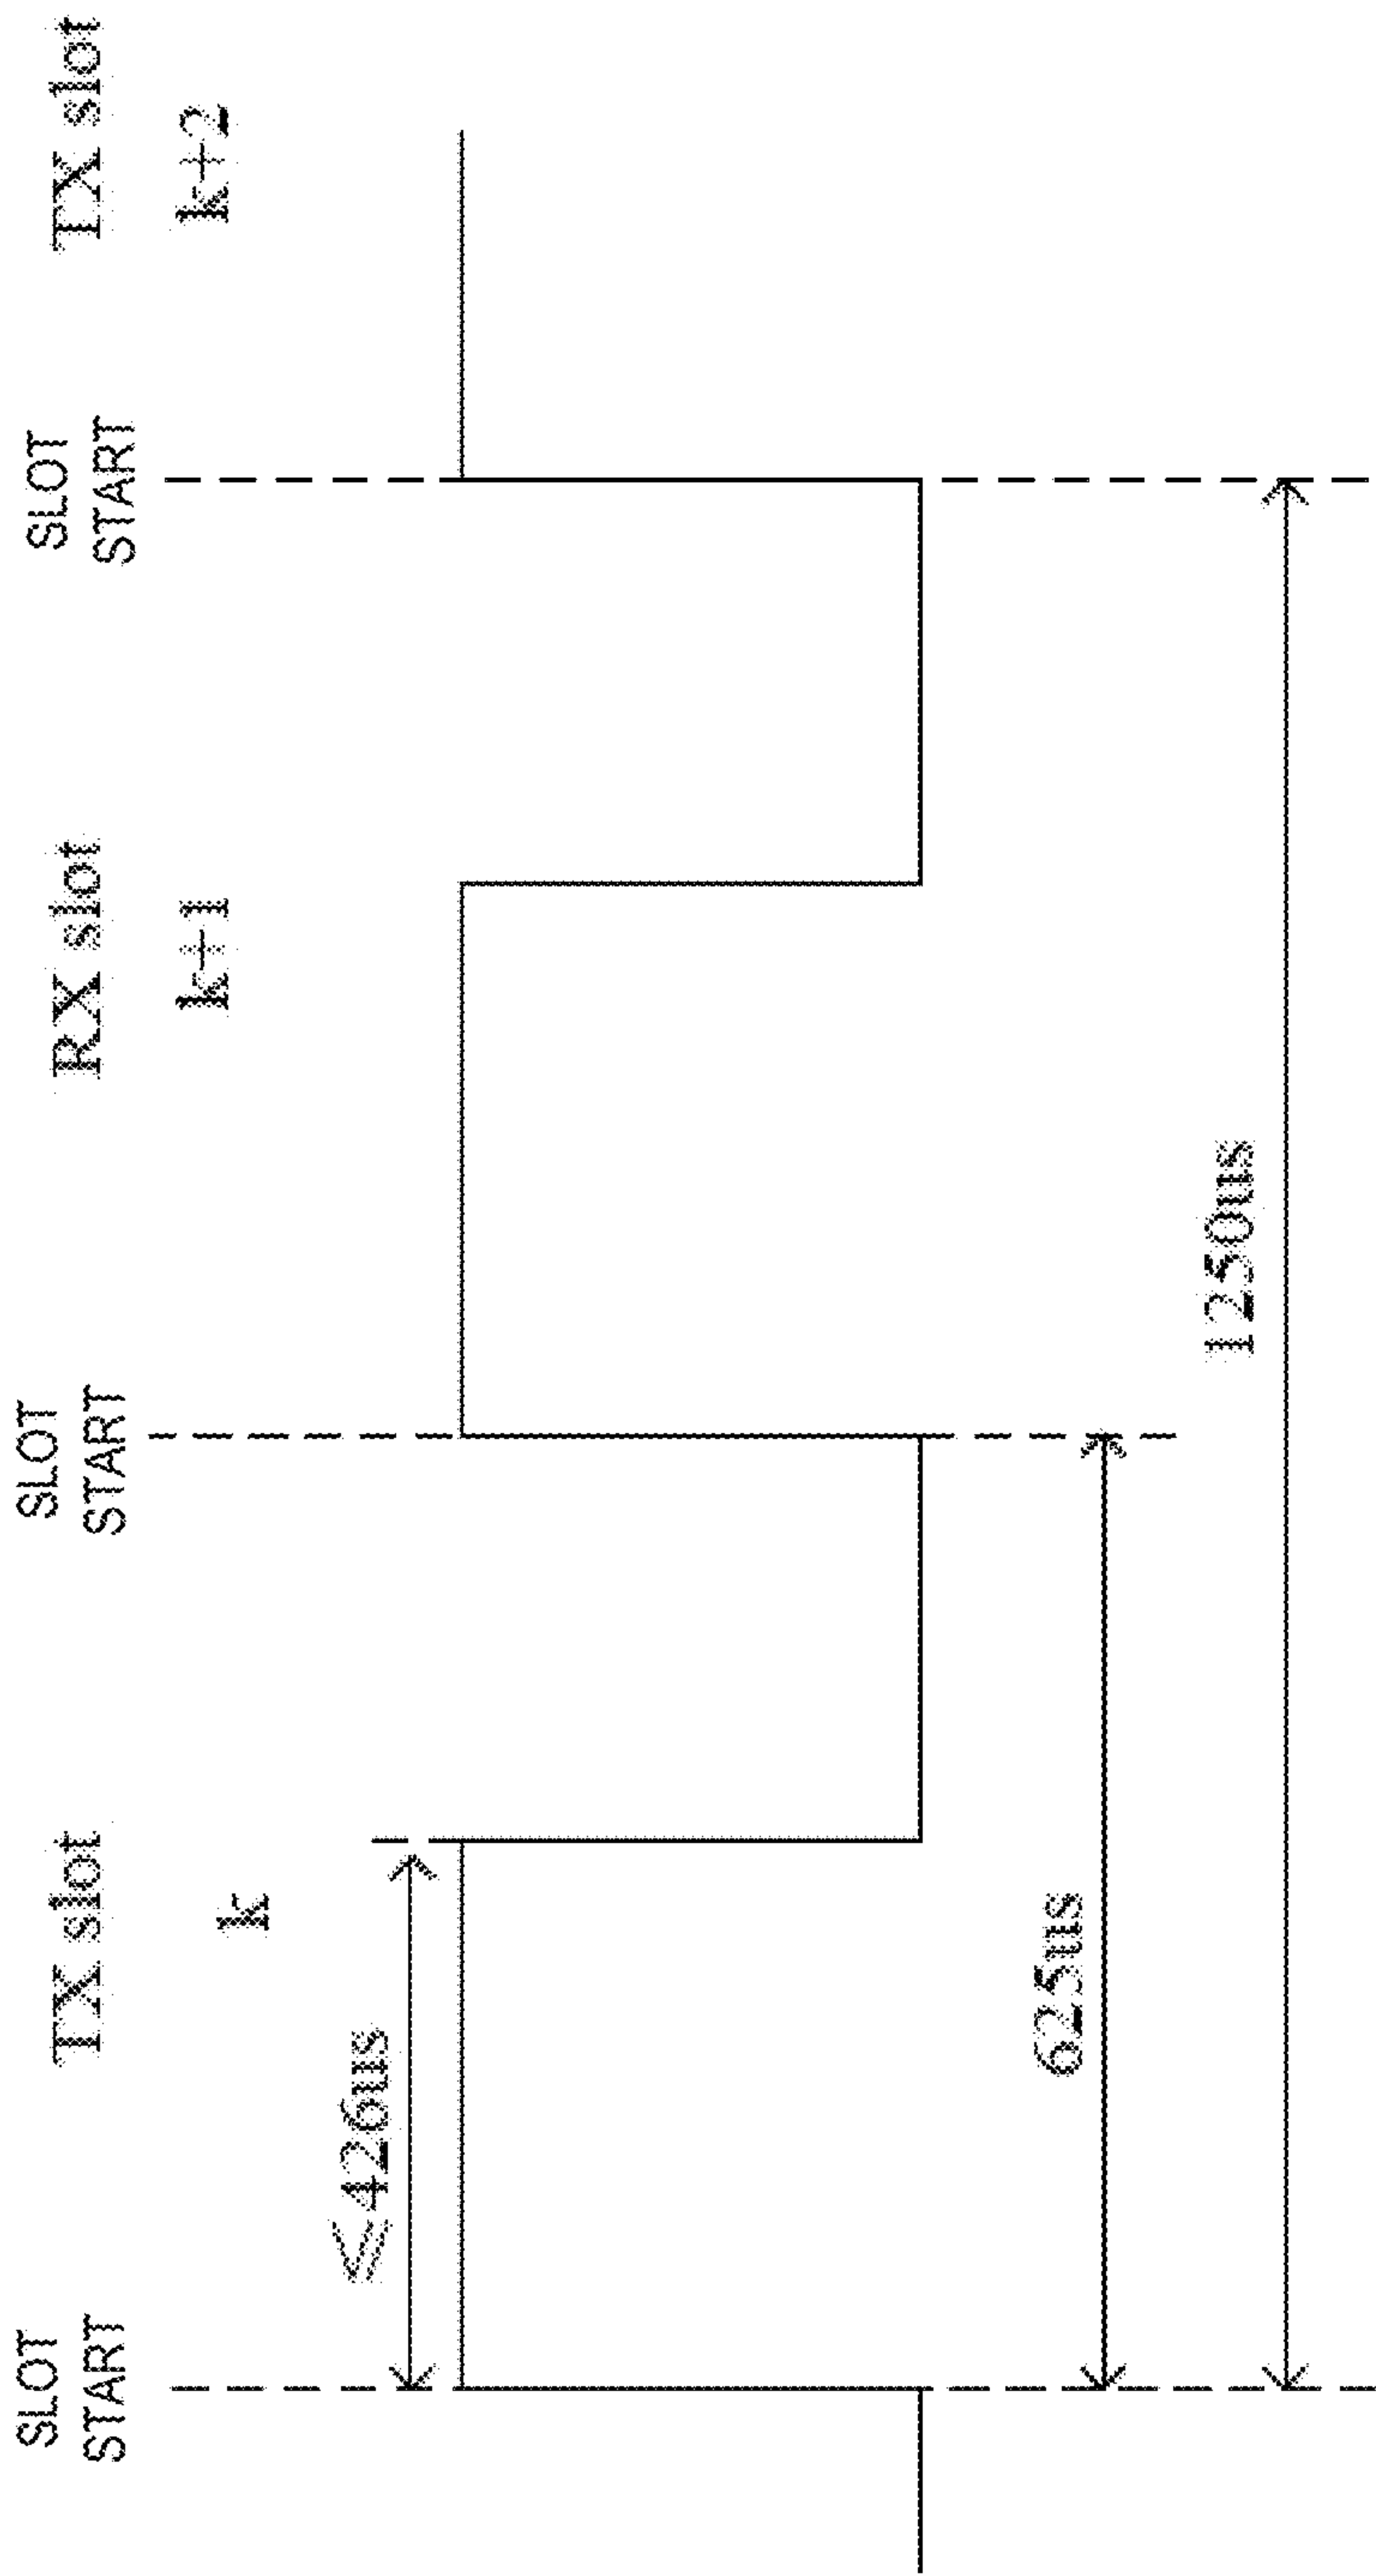 SLOT
START
TX slot
k
SLOT
START
RX slot
k+1
SLOT
START
TX slot
k+2
≤426us
625us
1250us